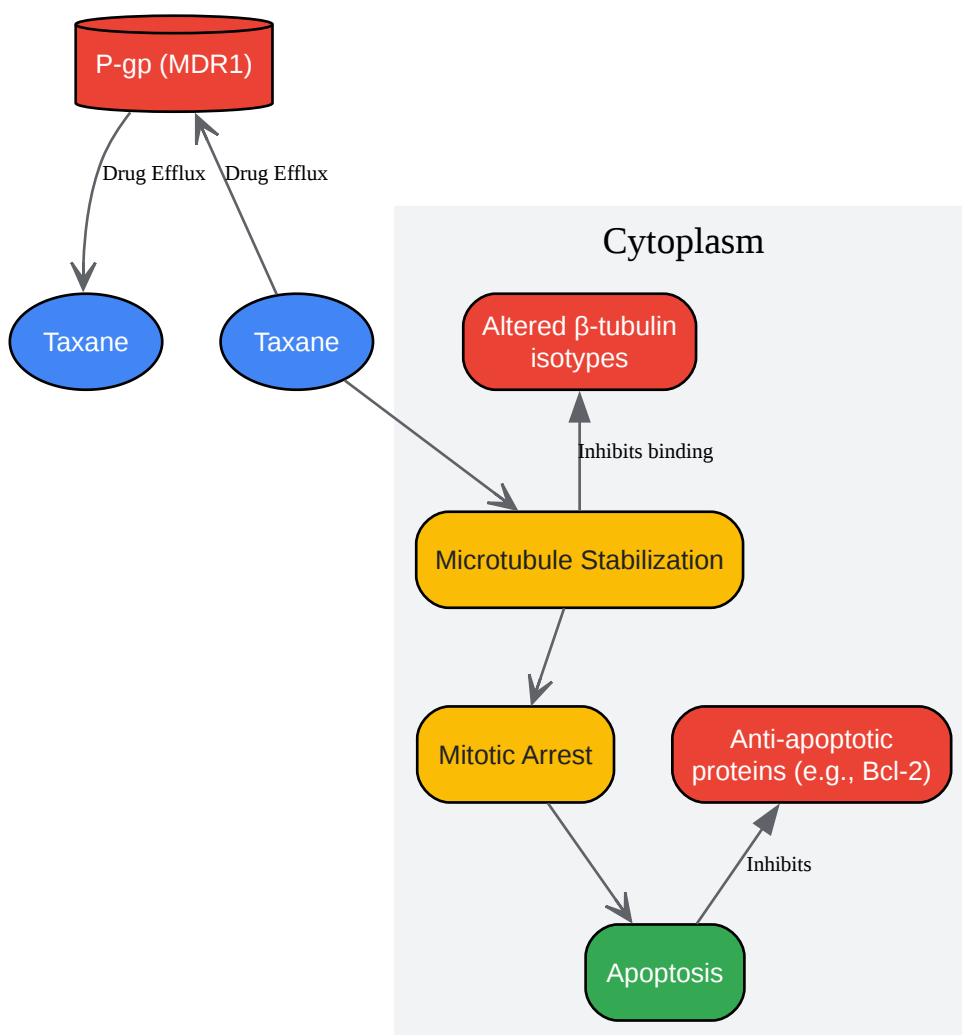 P-gp (MDR1)
Drug Efflux
Drug Efflux
Cytoplasm
Taxane
Taxane
Altered β-tubulin
isotypes
Inhibits binding
Microtubule Stabilization
Mitotic Arrest
Anti-apoptotic
proteins (e.g., Bcl-2)
Inhibits
Apoptosis